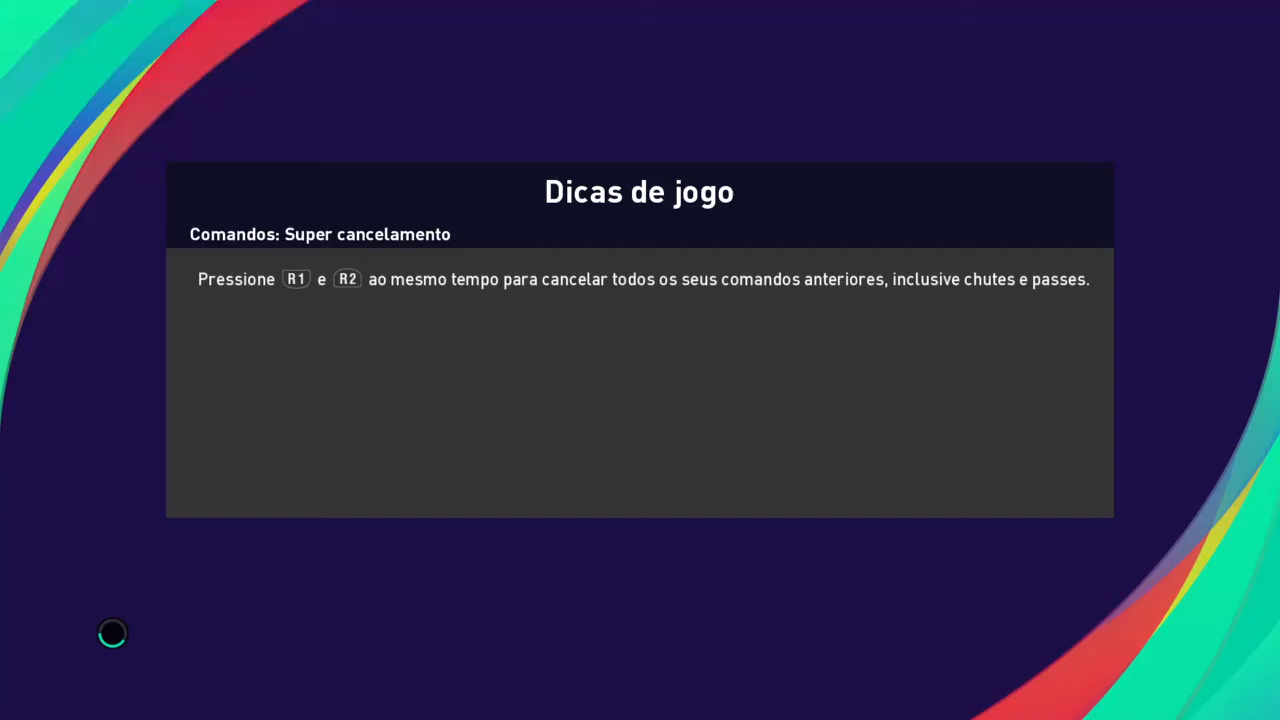 Dicas de jogo
Comandos: Super cancelamento
Pressione R1 e R2 ao mesmo tempo para cancelar todos os seus comandos anteriores, inclusive chutes e passes.